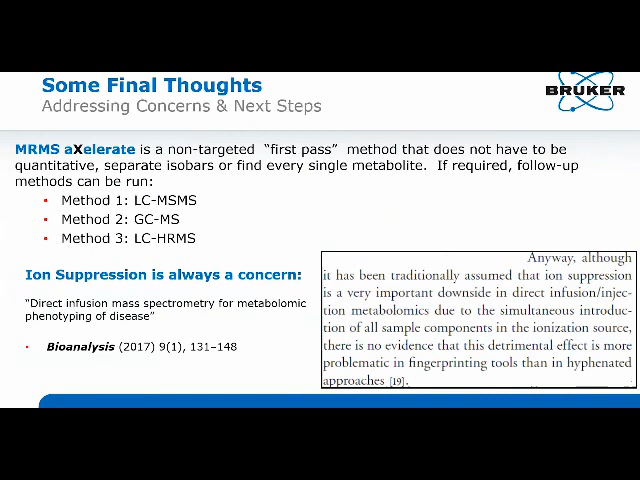 Some Final Thoughts
Addressing Concerns & Next Steps
BRUKER
MRMS aXelerate is a non-targeted “first pass” method that does not have to be
quantitative, separate isobars or find every single metabolite. If required, follow-up
methods can be run:
• Method 1: LC-MSMS
• Method 2: GC-MS
• Method 3: LC-HRMS
Ion Suppression is always a concern:
“Direct infusion mass spectrometry for metabolomic
phenotyping of disease”
• Bioanalysis (2017) 9(1), 131–148
Anyway, although
it has been traditionally assumed that ion suppression
is a very important downside in direct infusion/injec-
tion metabolomics due to the simultaneous introduc-
tion of all sample components in the ionization source,
there is no evidence that this detrimental effect is more
problematic in fingerprinting tools than in hyphenated
approaches [19].